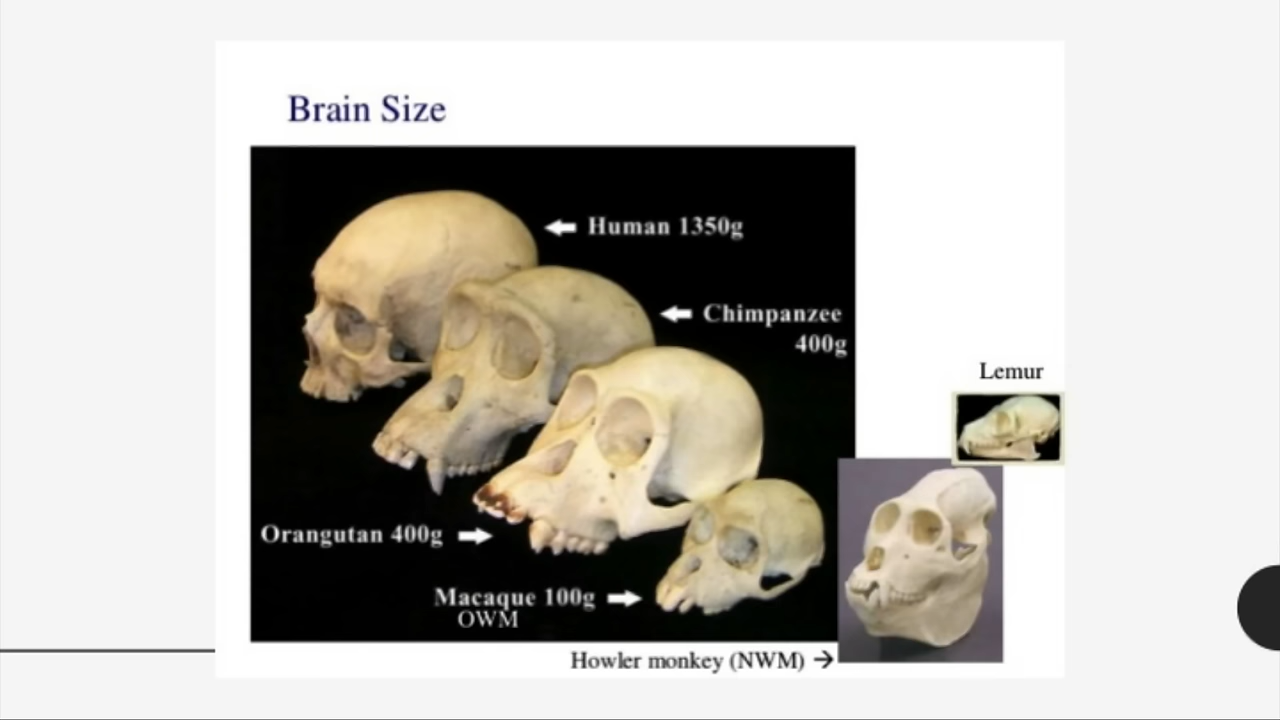 Brain Size
Human 1350g
Chimpanzee
400g
Lemur
Orangutan 400g
Macaque 100g
OWM
Howler monkey (NWM) →